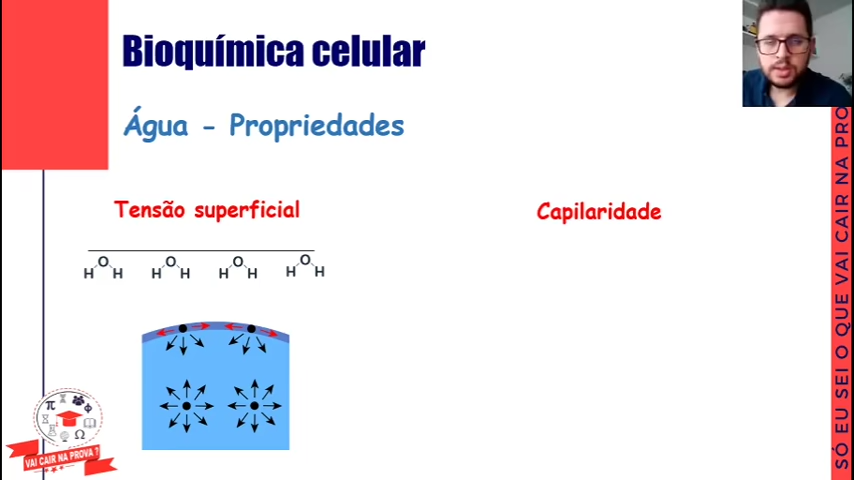 Bioquímica celular
Água - Propriedades
Tensão superficial
Capilaridade
H O H H O H H O H H O H
π Φ
Ω
VAI CAIR NA PROVA ?
SÓ EU SEI O QUE VAI CAIR NA PRO